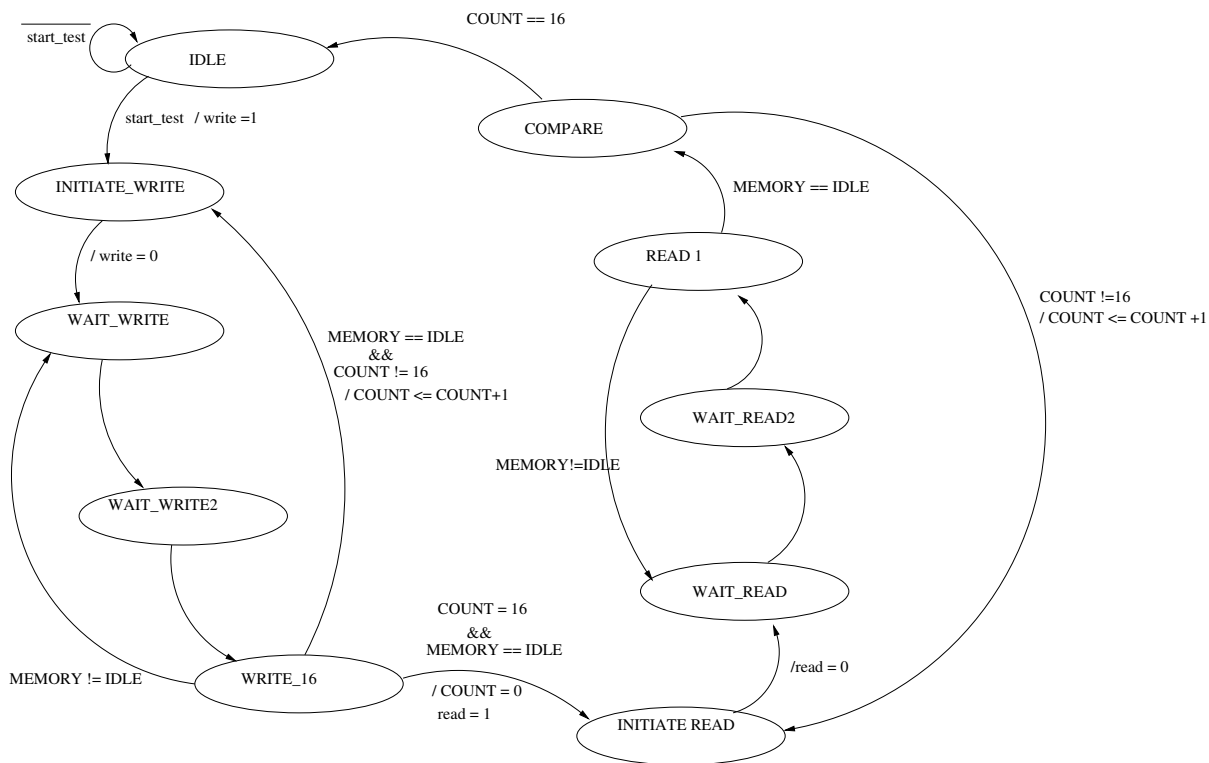 COUNT == 16
start_test
IDLE
start_test / write =1
COMPARE
INITIATE_WRITE
MEMORY == IDLE
/ write = 0
READ 1
WAIT_WRITE
COUNT !=16
/ COUNT <= COUNT +1
MEMORY == IDLE
&&
COUNT != 16
/ COUNT <= COUNT+1
WAIT_READ2
MEMORY!=IDLE
WAIT_WRITE2
WAIT_READ
COUNT = 16
&&
MEMORY == IDLE
MEMORY != IDLE
WRITE_16
/ COUNT = 0
read = 1
/read = 0
INITIATE READ